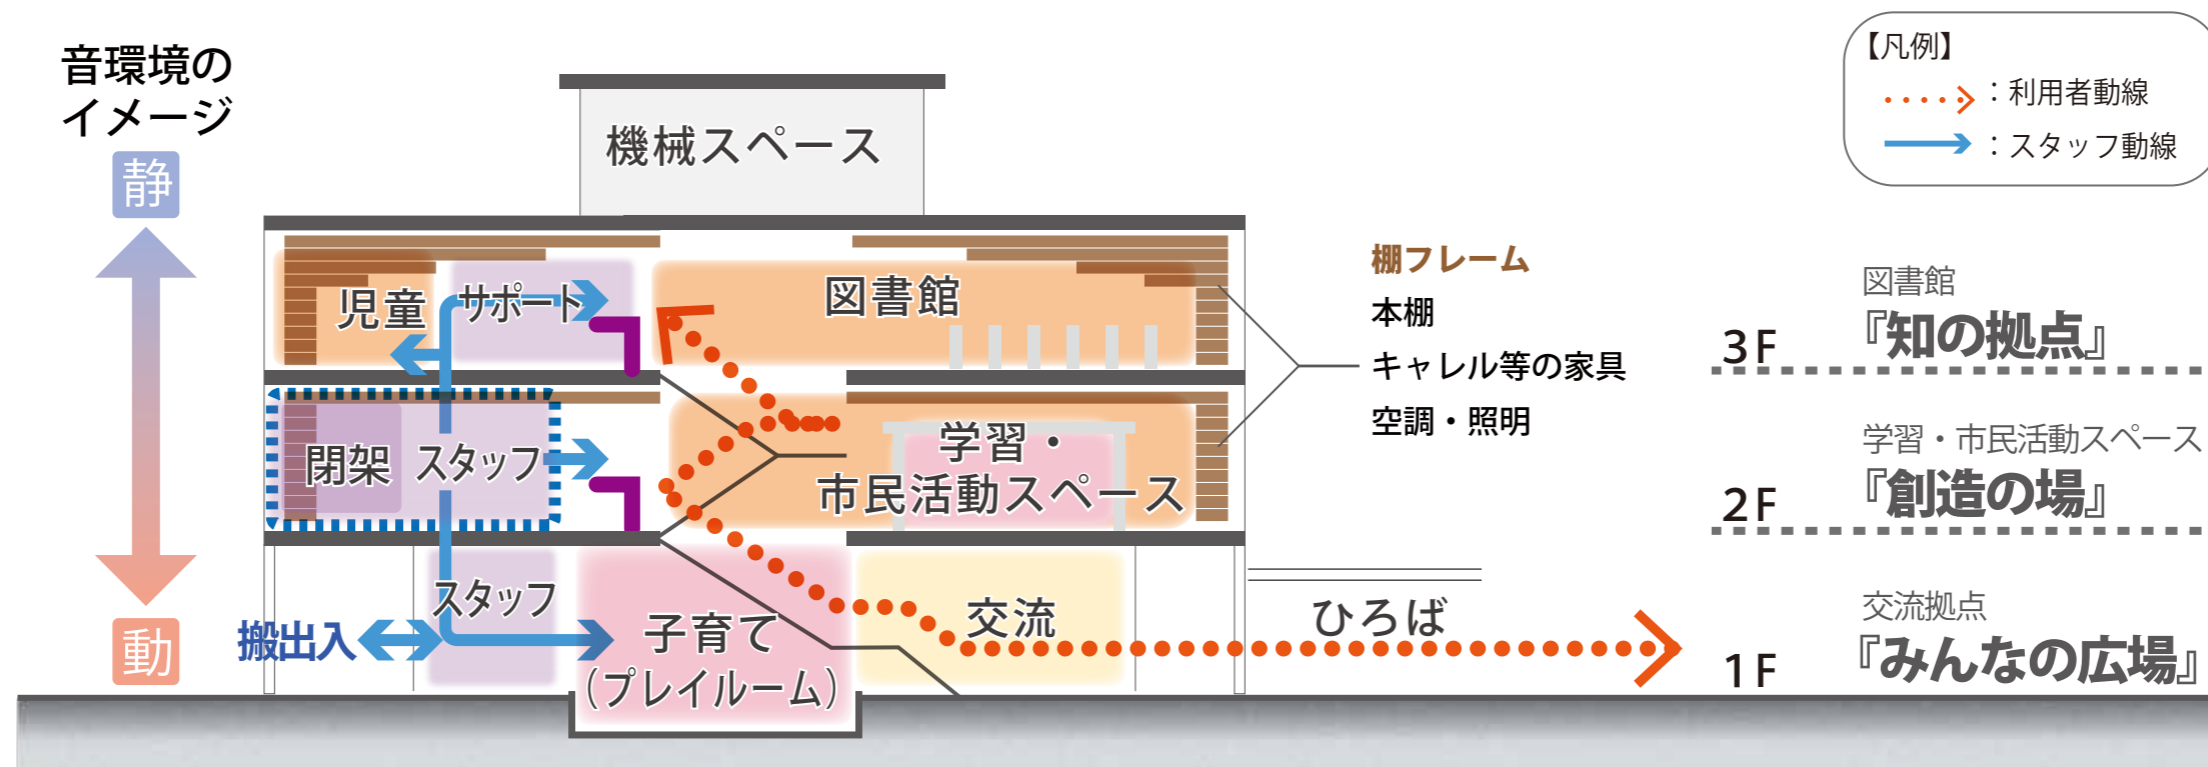 音環境の
イメージ
静
動
機械スペース
児童
サポート
図書館
閉架
スタッフ
学習・
市民活動スペース
スタッフ
搬出入
子育て
（プレイルーム）
交流
ひろば
棚フレーム
本棚
キャレル等の家具
空調・照明
【凡例】
：利用者動線
：スタッフ動線
図書館
3F 『知の拠点』
学習・市民活動スペース
2F 『創造の場』
交流拠点
1F 『みんなの広場』